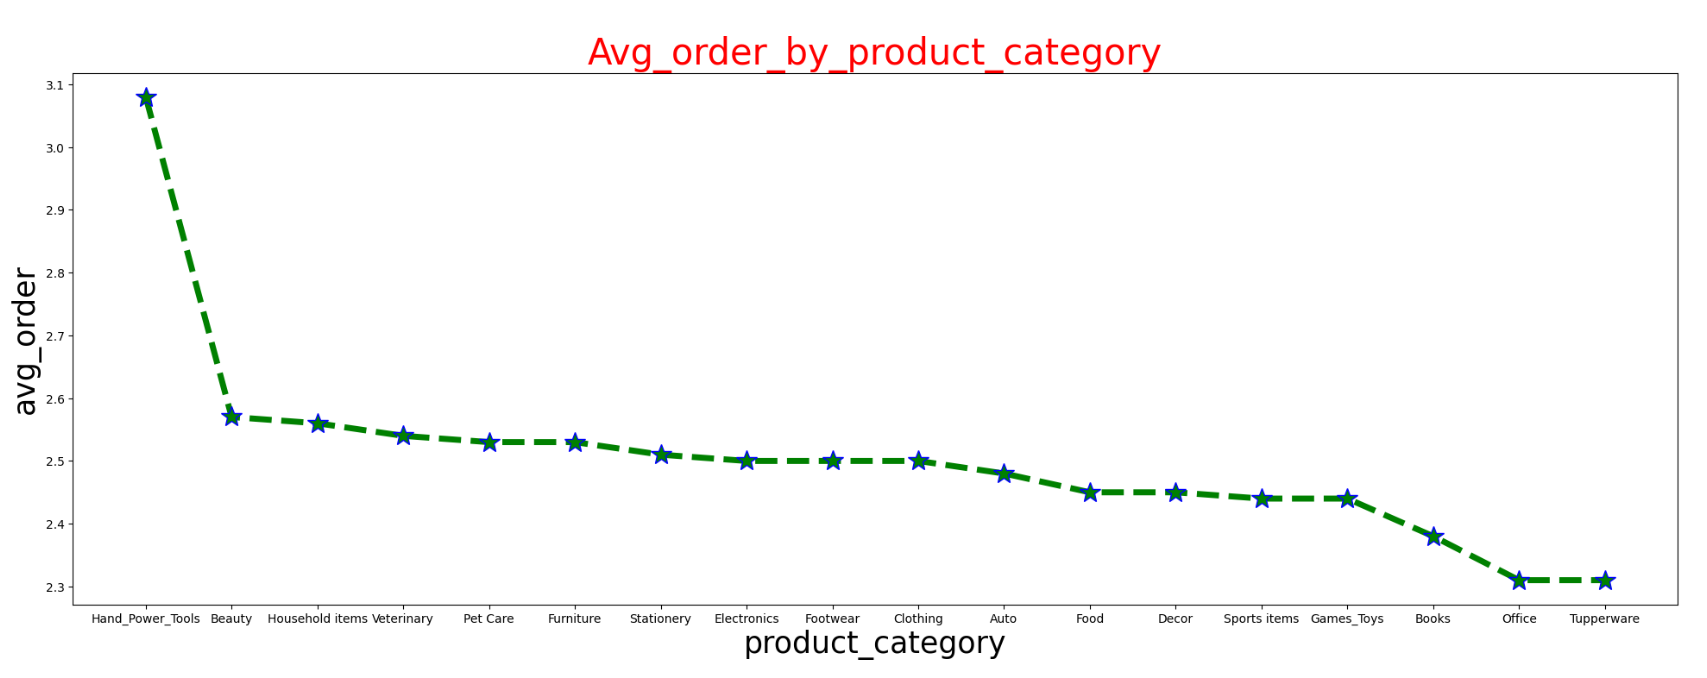 Avg_order_by_product_category
3.1
3.0
2.9
2.8
2.7
2.6
2.5
2.4
2.3
avg_order
Hand_Power_Tools Beauty Household items Veterinary Pet Care Furniture Stationery Electronics Footwear Clothing Auto Food Decor Sports items Games_Toys Books Office Tupperware
product_category